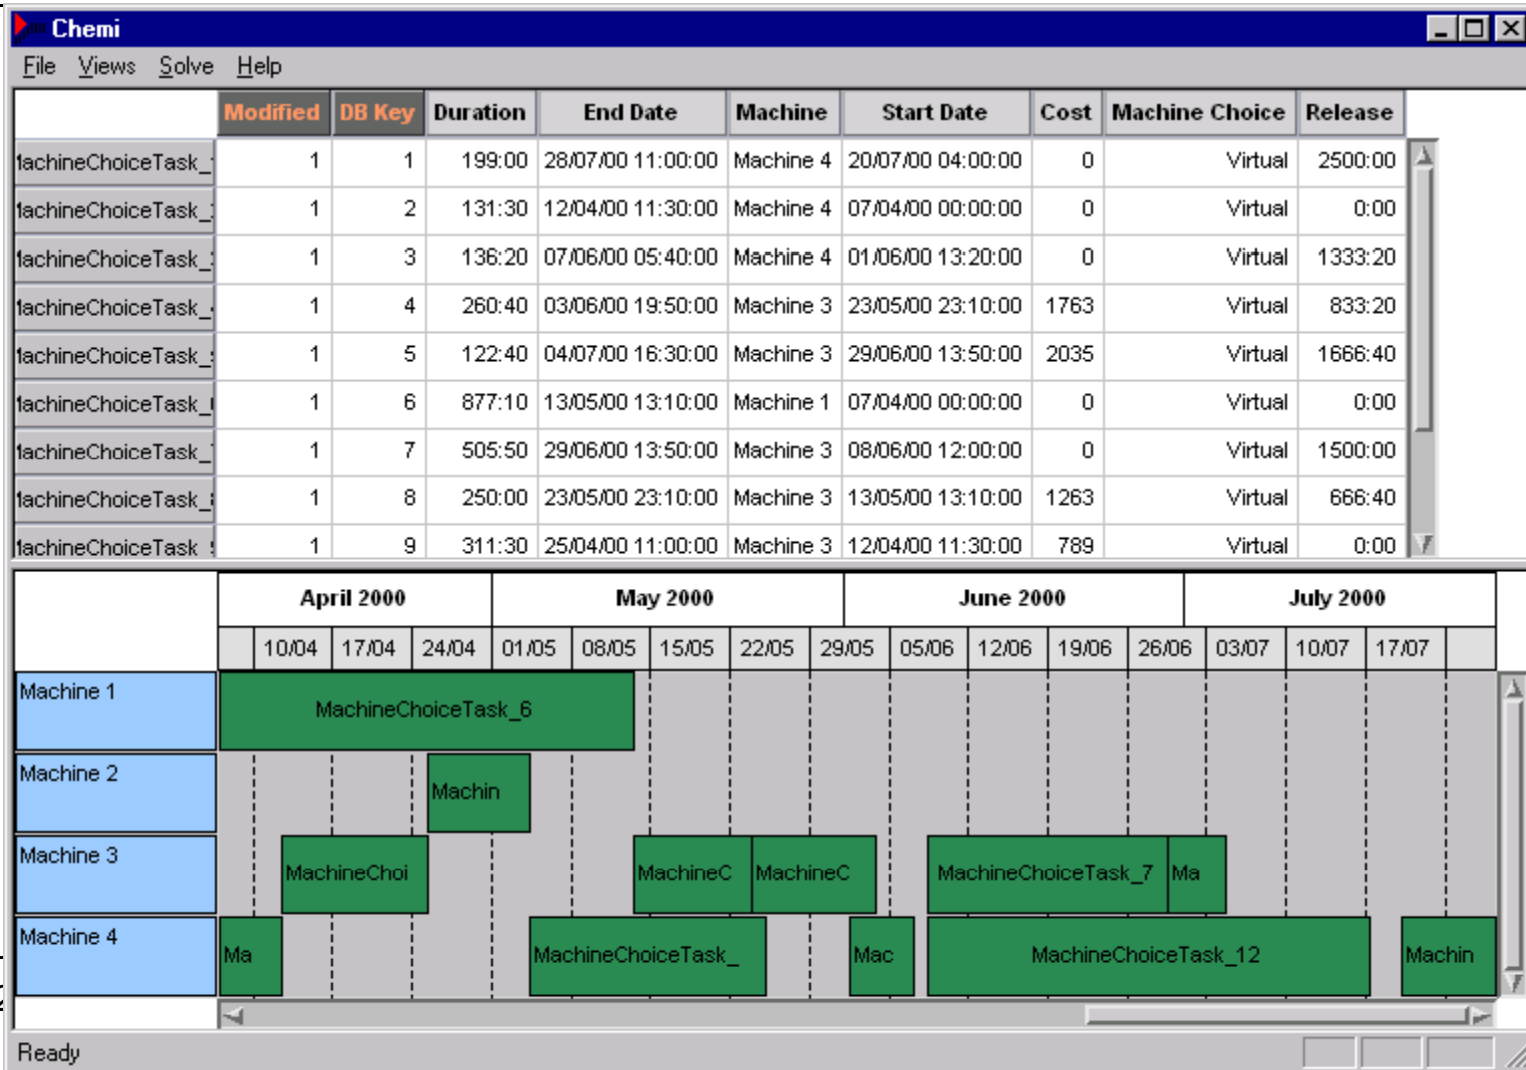 Chemi
File Views Solve Help
Modified DB Key Duration End Date Machine Start Date Cost Machine Choice Release
achineChoiceTask_ 1 1 199:00 28/07/00 11:00:00 Machine 4 20/07/00 04:00:00 0 Virtual 2500:00
achineChoiceTask_ 1 2 131:30 12/04/00 11:30:00 Machine 4 07/04/00 00:00:00 0 Virtual 0:00
achineChoiceTask_ 1 3 136:20 07/06/00 05:40:00 Machine 4 01/06/00 13:20:00 0 Virtual 1333:20
achineChoiceTask_ 1 4 260:40 03/06/00 19:50:00 Machine 3 23/05/00 23:10:00 1763 Virtual 833:20
achineChoiceTask_ 1 5 122:40 04/07/00 16:30:00 Machine 3 29/06/00 13:50:00 2035 Virtual 1666:40
achineChoiceTask_ 1 6 877:10 13/05/00 13:10:00 Machine 1 07/04/00 00:00:00 0 Virtual 0:00
achineChoiceTask_ 1 7 505:50 29/06/00 13:50:00 Machine 3 08/06/00 12:00:00 0 Virtual 1500:00
achineChoiceTask_ 1 8 250:00 23/05/00 23:10:00 Machine 3 13/05/00 13:10:00 1263 Virtual 666:40
achineChoiceTask_ 1 9 311:30 25/04/00 11:00:00 Machine 3 12/04/00 11:30:00 789 Virtual 0:00
April 2000 May 2000 June 2000 July 2000
10/04 17/04 24/04 01/05 08/05 15/05 22/05 29/05 05/06 12/06 19/06 26/06 03/07 10/07 17/07
Machine 1
MachineChoiceTask_6
Machine 2
Machin
Machine 3
MachineChoi MachineC MachineC MachineChoiceTask_7 Ma
Machine 4
Ma MachineChoiceTask_ Mac MachineChoiceTask_12 Machin
Ready